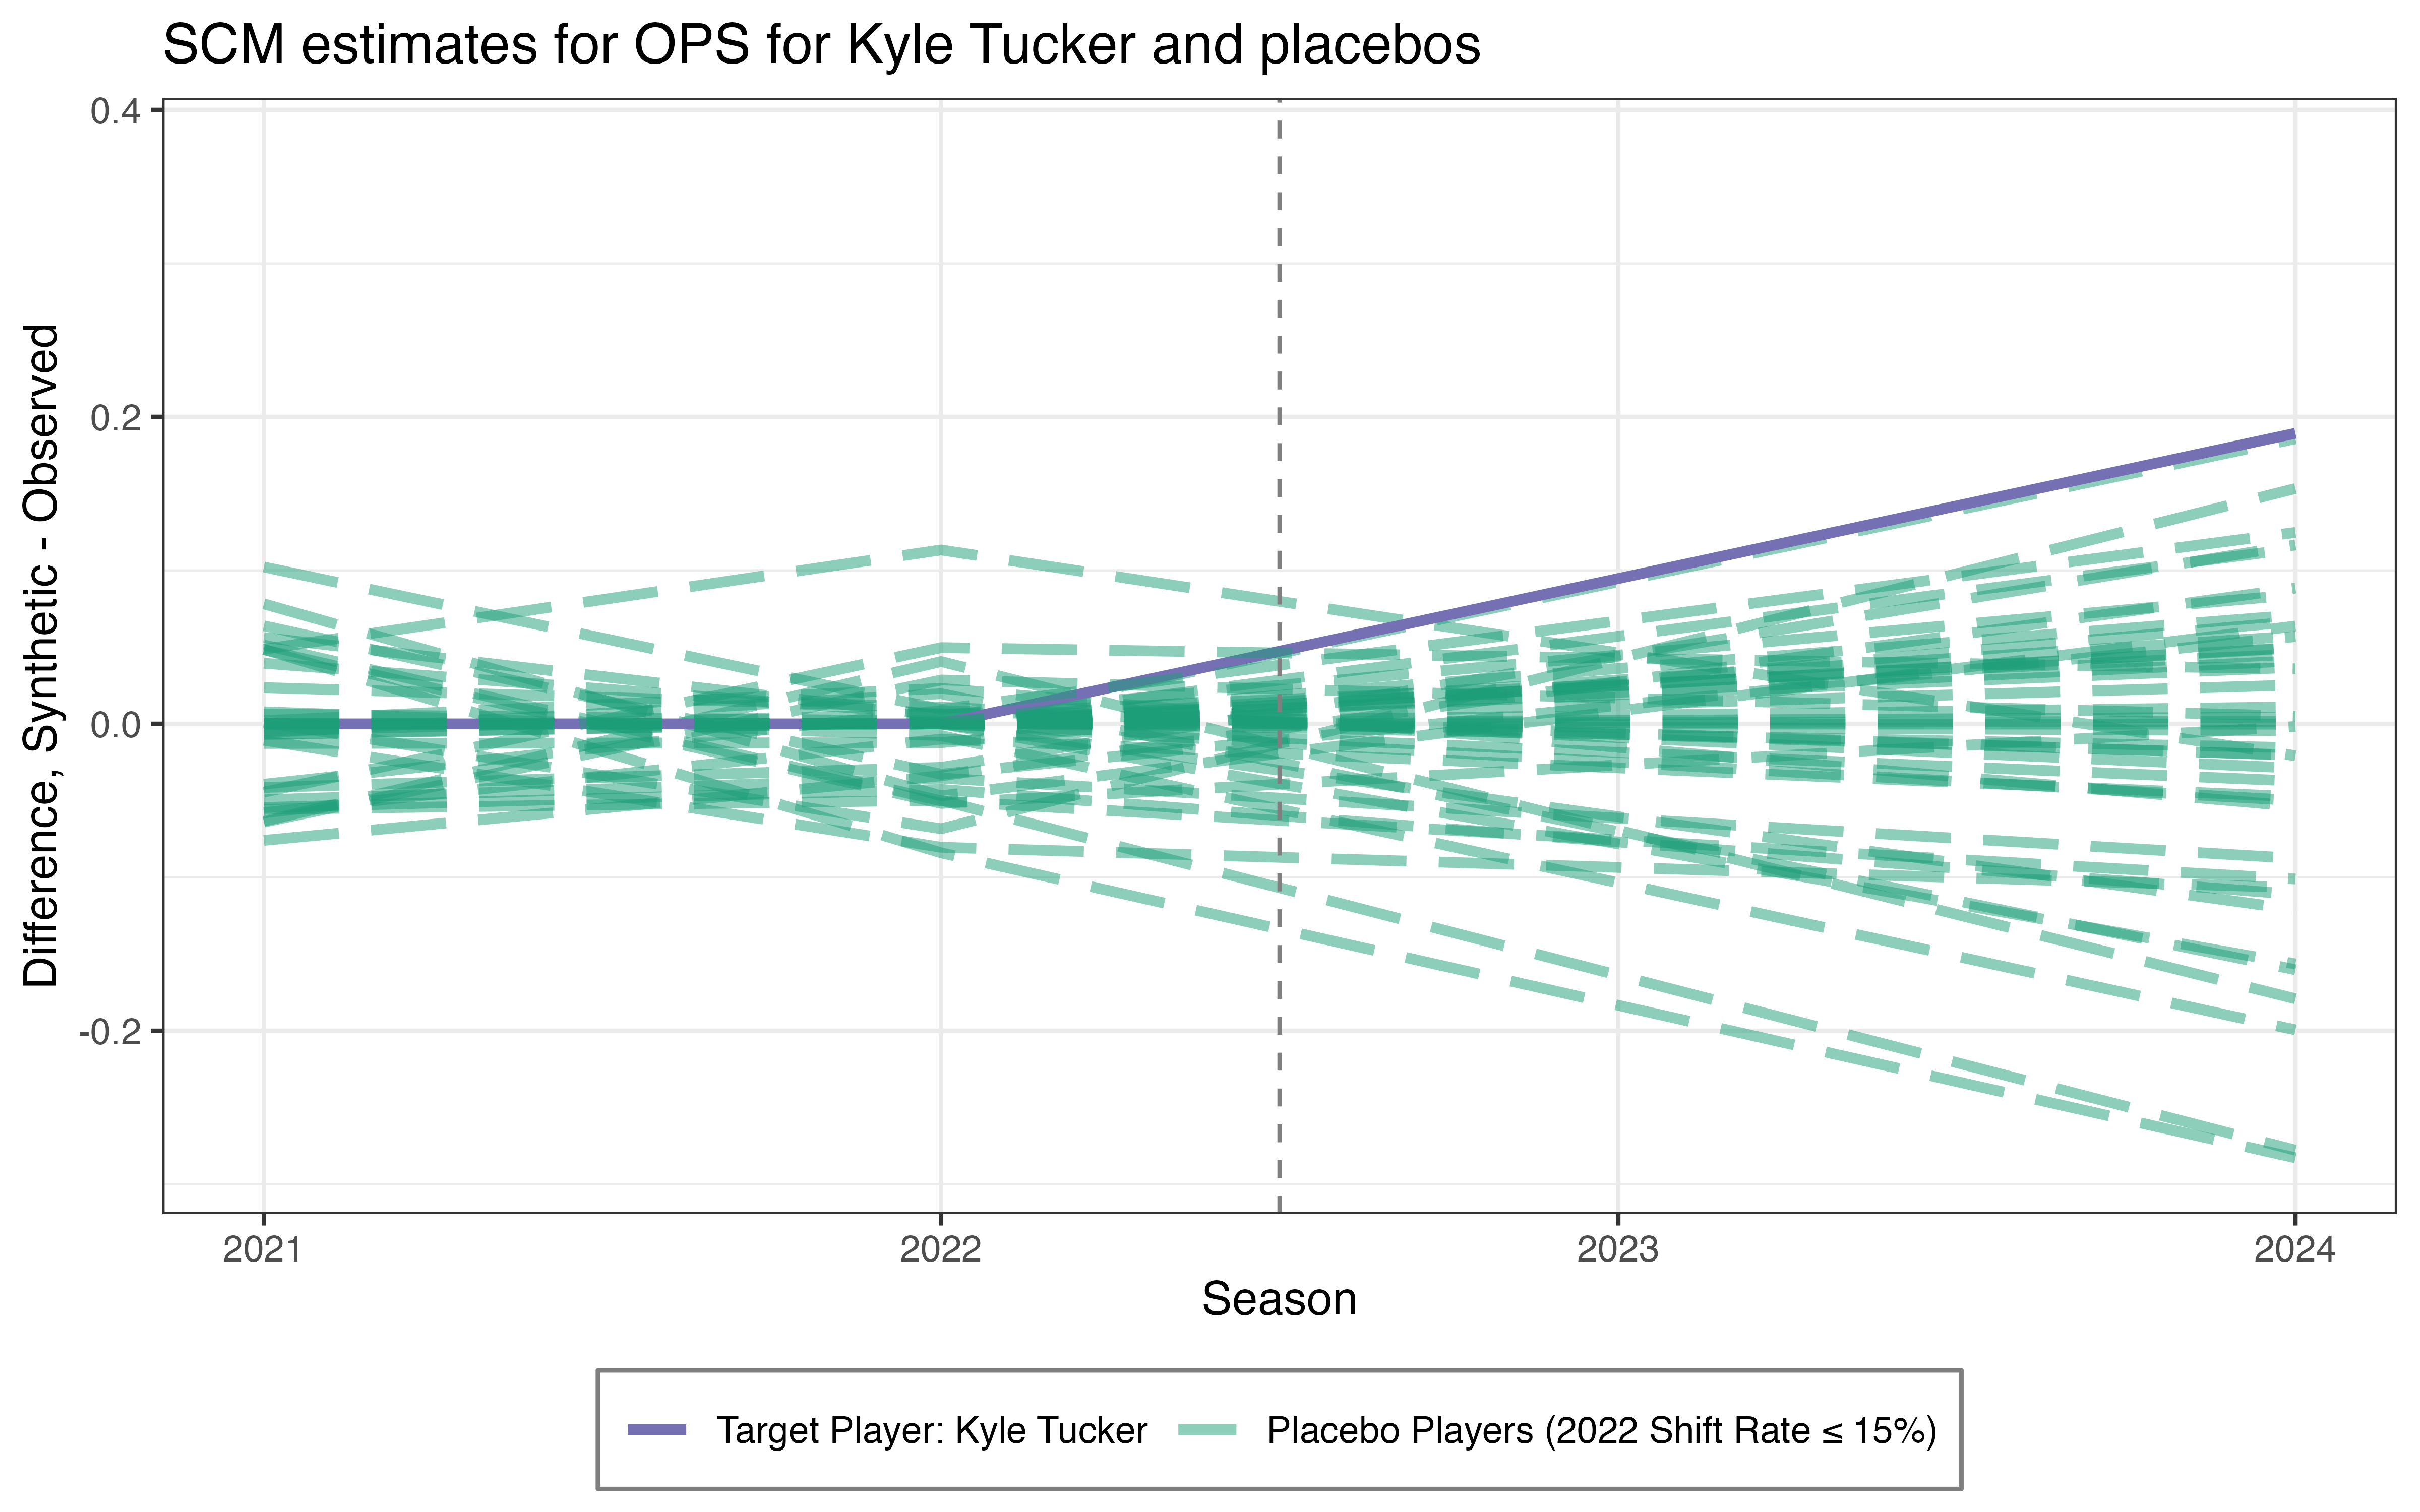 SCM estimates for OPS for Kyle Tucker and placebos
Difference, Synthetic - Observed
0.4
0.2
0.0
-0.2
2021 2022 2023 2024
Season
Target Player: Kyle Tucker Placebo Players (2022 Shift Rate ≤ 15%)